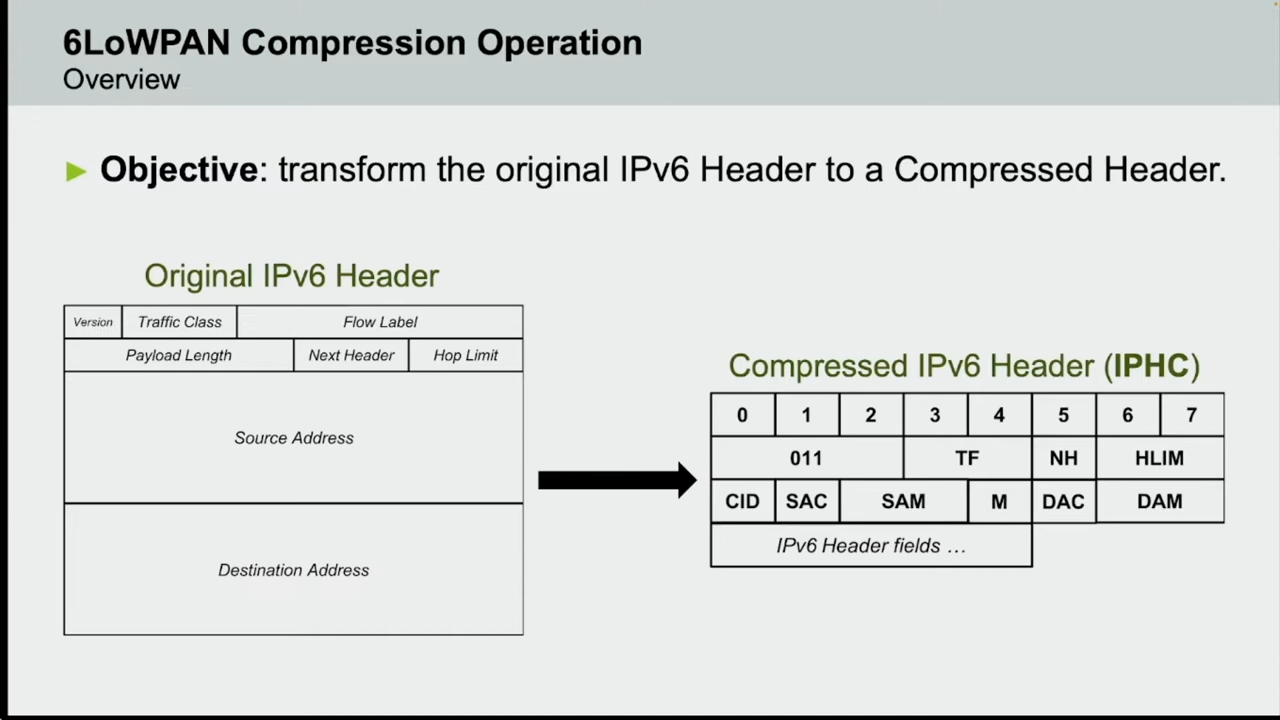 6LoWPAN Compression Operation
Overview
► Objective: transform the original IPv6 Header to a Compressed Header.
Original IPv6 Header
Version Traffic Class Flow Label
Payload Length Next Header Hop Limit
Source Address
Destination Address
Compressed IPv6 Header (IPHC)
0 1 2 3 4 5 6 7
011 TF NH HLIM
CID SAC SAM M DAC DAM
IPv6 Header fields …